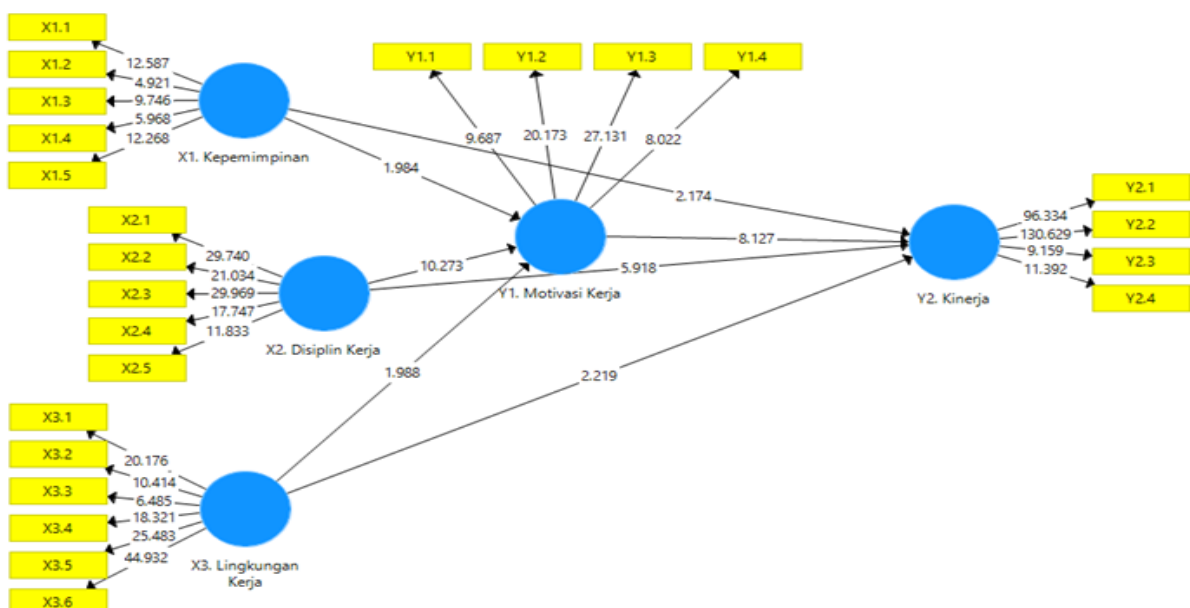 X1.1
X1.2
X1.3
X1.4
X1.5
12.587
4.921
9.746
5.968
12.268
X1. Kepemimpinan
Y1.1
Y1.2
Y1.3
Y1.4
9.687
20.173
27.131
8.022
1.984
2.174
X2.1
X2.2
X2.3
X2.4
X2.5
29.740
21.034
29.969
17.747
11.833
X2. Disiplin Kerja
10.273
5.918
Y1. Motivasi Kerja
8.127
Y2. Kinerja
96.334
130.629
9.159
11.392
Y2.1
Y2.2
Y2.3
Y2.4
1.988
2.219
X3.1
X3.2
X3.3
X3.4
X3.5
X3.6
20.176
10.414
6.485
18.321
25.483
44.932
X3. Lingkungan
Kerja